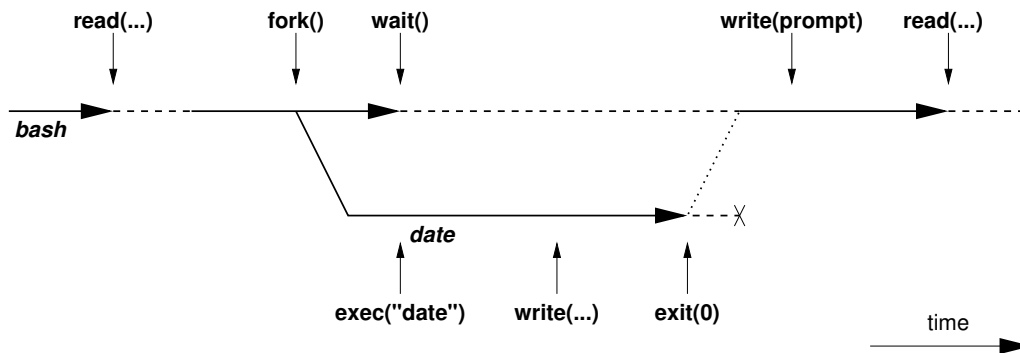 read(...) fork() wait() write(prompt) read(...)
bash
date
exec("date") write(...) exit(0)
time